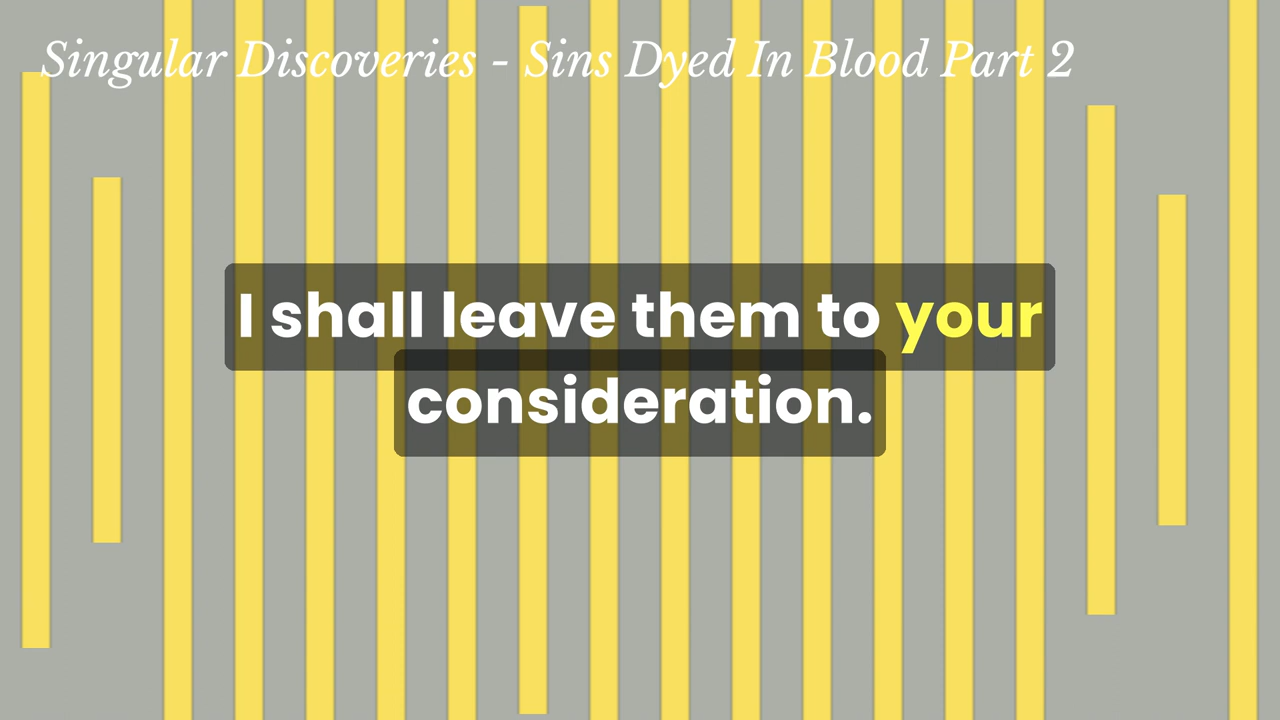 Singular Discoveries - Sins Dyed In Blood Part 2
I shall leave them to your
consideration.